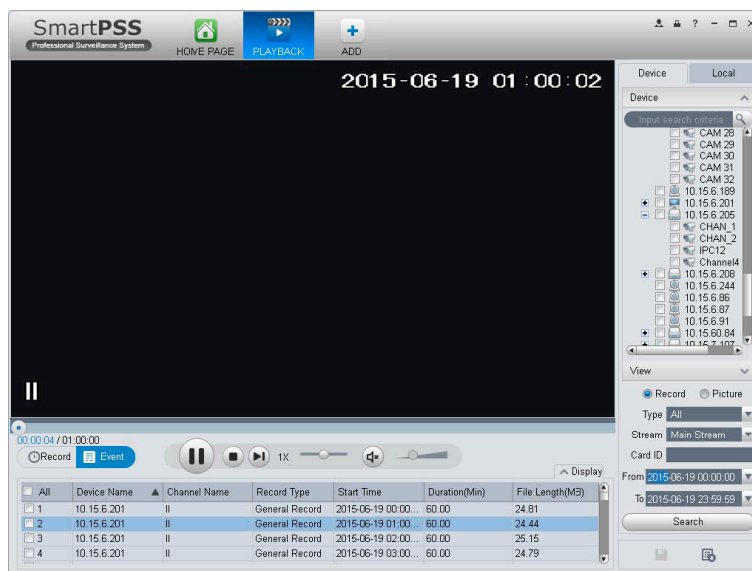 SmartPSS
Professional Surveillance System
HOME PAGE
PLAYBACK
ADD
2015-06-19 01:00:02
Device
Local
Device
Input search criteria
CAM 28
CAM 29
CAM 30
CAM 31
CAM 32
10.15.6.189
10.15.6.201
10.15.6.205
CHAN_1
CHAN_2
IPC12
Channel4
10.15.6.208
10.15.6.244
10.15.6.86
10.15.6.87
10.15.6.91
10.15.60.84
10.15.7.107
View
Record Picture
Type All
Stream Main Stream
Card ID
From 2015-06-19 00:00:00
To 2015-06-19 23:59:59
Search
00:00:04 / 01:00:00
Record Event
1X
Display
All Device Name Channel Name Record Type Start Time Duration(Min) File Length(MB)
1 10.15.6.201 II General Record 2015-06-19 00:00... 60.00 24.81
2 10.15.6.201 II General Record 2015-06-19 01:00... 60.00 24.44
3 10.15.6.201 II General Record 2015-06-19 02:00... 60.00 25.15
4 10.15.6.201 II General Record 2015-06-19 03:00... 60.00 24.79